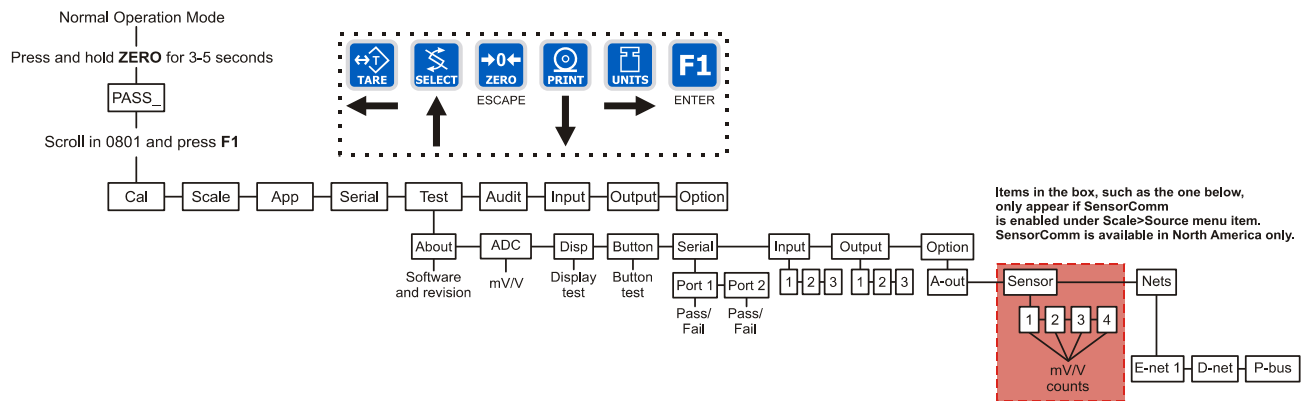 Normal Operation Mode
Press and hold ZERO for 3-5 seconds
PASS_
Scroll in 0801 and press F1
TARE
SELECT
→0←
ZERO
PRINT
UNITS
F1
T
ESCAPE
ENTER
Cal
Scale
App
Serial
Test
Audit
Input
Output
Option
Items in the box, such as the one below,
only appear if SensorComm
is enabled under Scale>Source menu item.
SensorComm is available in North America only.
About
ADC
Disp
Button
Serial
Input
Output
Option
Software
and revision
mV/V
Display
test
Button
test
Port 1
Port 2
Pass/
Fail
Pass/
Fail
1
2
3
1
2
3
A-out
Sensor
Nets
1
2
3
4
mV/V
counts
E-net 1
D-net
P-bus